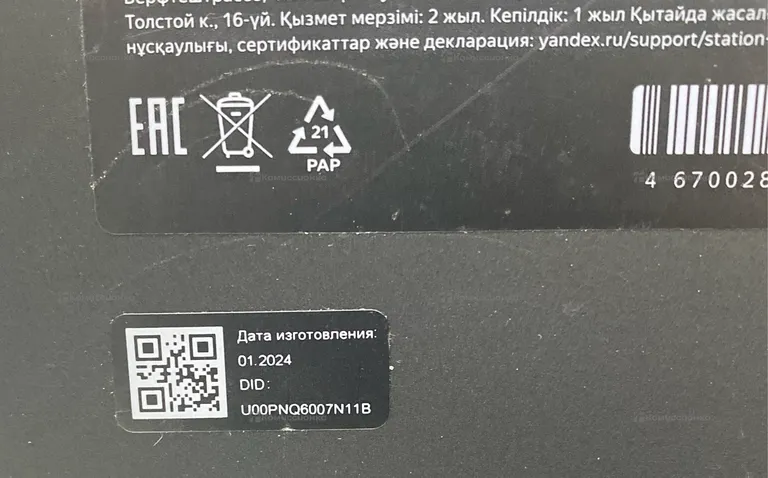 Толстой к., 16-үй. Қызмет мерзімі: 2 жыл. Кепілдік: 1 жыл Қытайда жасал
нұсқаулығы, сертификаттар және декларация: yandex.ru/support/station-
EAC
21
PAP
4 670028
Дата изготовления:
01.2024
DID:
U00PNQ6007N11B